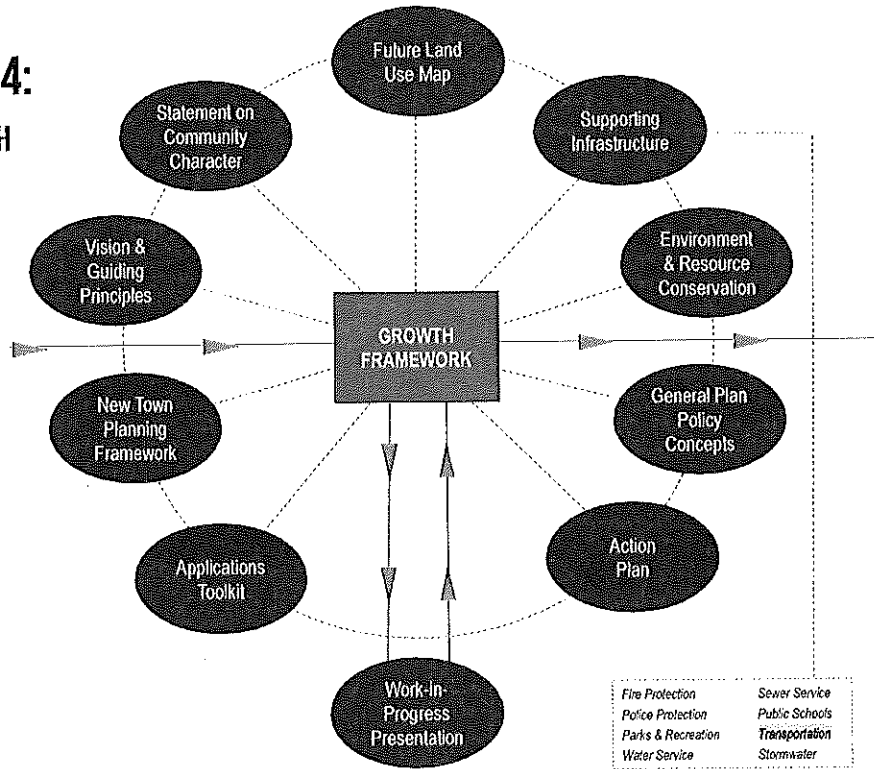 4:
H
Future Land
Use Map
Statement on
Community
Character
Supporting
Infrastructure
Vision &
Guiding
Principles
Environment
& Resource
Conservation
GROWTH
FRAMEWORK
New Town
Planning
Framework
General Plan
Policy
Concepts
Applications
Toolkit
Action
Plan
Work-In-
Progress
Presentation
Fire Protection Sewer Service
Police Protection Public Schools
Parks & Recreation Transportation
Water Service Stormwater